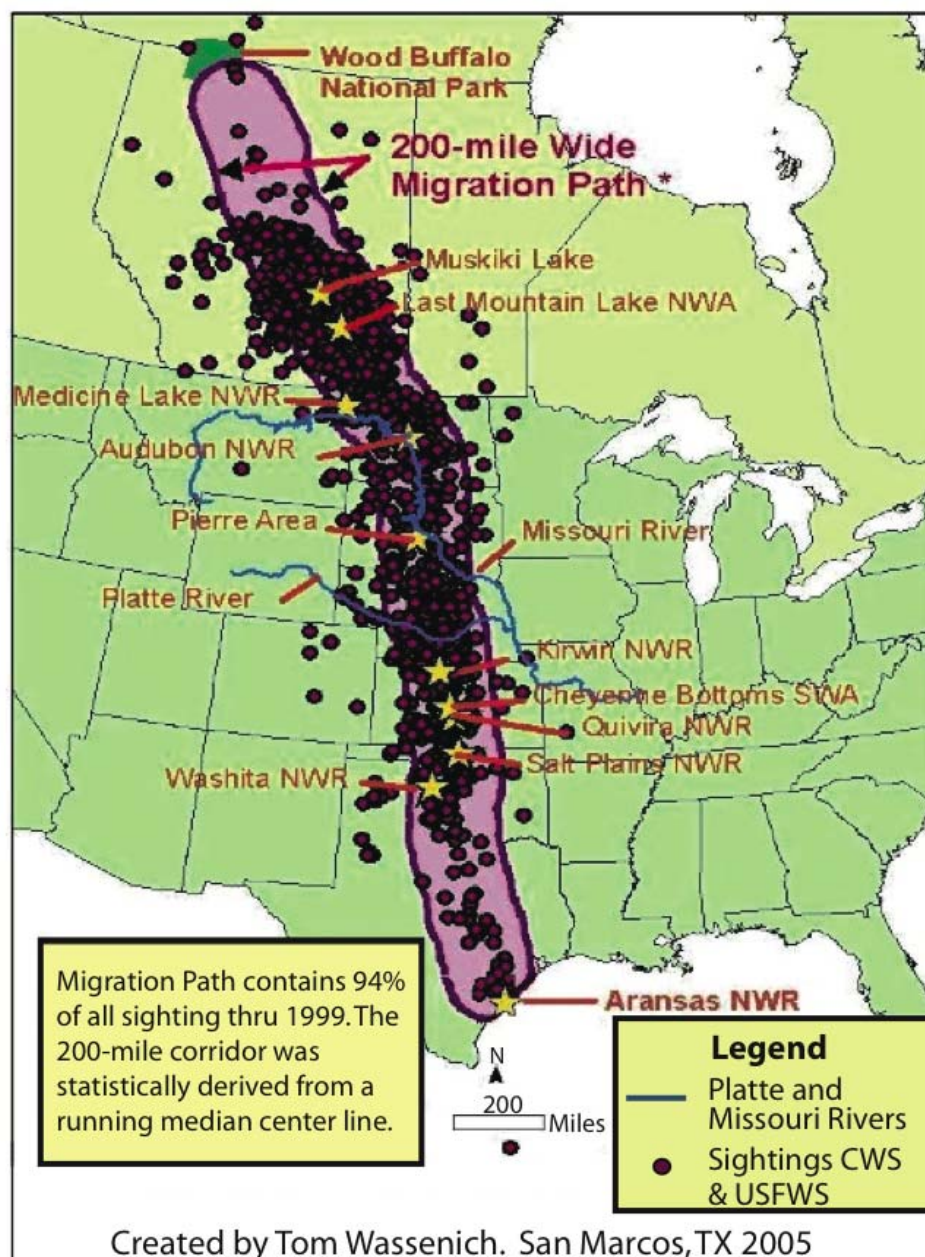 Wood Buffalo
National Park
200-mile Wide
Migration Path *
Muskiki Lake
Last Mountain Lake NWA
Medicine Lake NWR
Audubon NWR
Pierre Area
Missouri River
Platte River
Kirwin NWR
Cheyenne Bottoms SWA
Quivira NWR
Salt Plains NWR
Washita NWR
Aransas NWR
Migration Path contains 94%
of all sighting thru 1999. The
200-mile corridor was
statistically derived from a
running median center line.
N
200
Miles
Legend
Platte and
Missouri Rivers
Sightings CWS
& USFWS
Created by Tom Wassenich. San Marcos, TX 2005